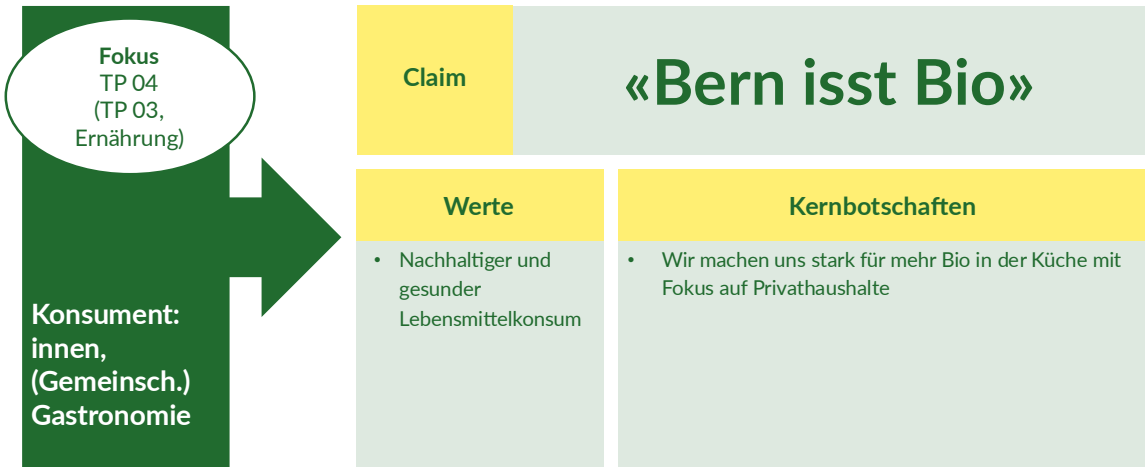 Fokus
TP 04
(TP 03,
Ernährung)
Konsument:
innen,
(Gemeinsch.)
Gastronomie
Claim
«Bern isst Bio»
Werte
• Nachhaltiger und
gesunder
Lebensmittelkonsum
Kernbotschaften
• Wir machen uns stark für mehr Bio in der Küche mit
Fokus auf Privathaushalte